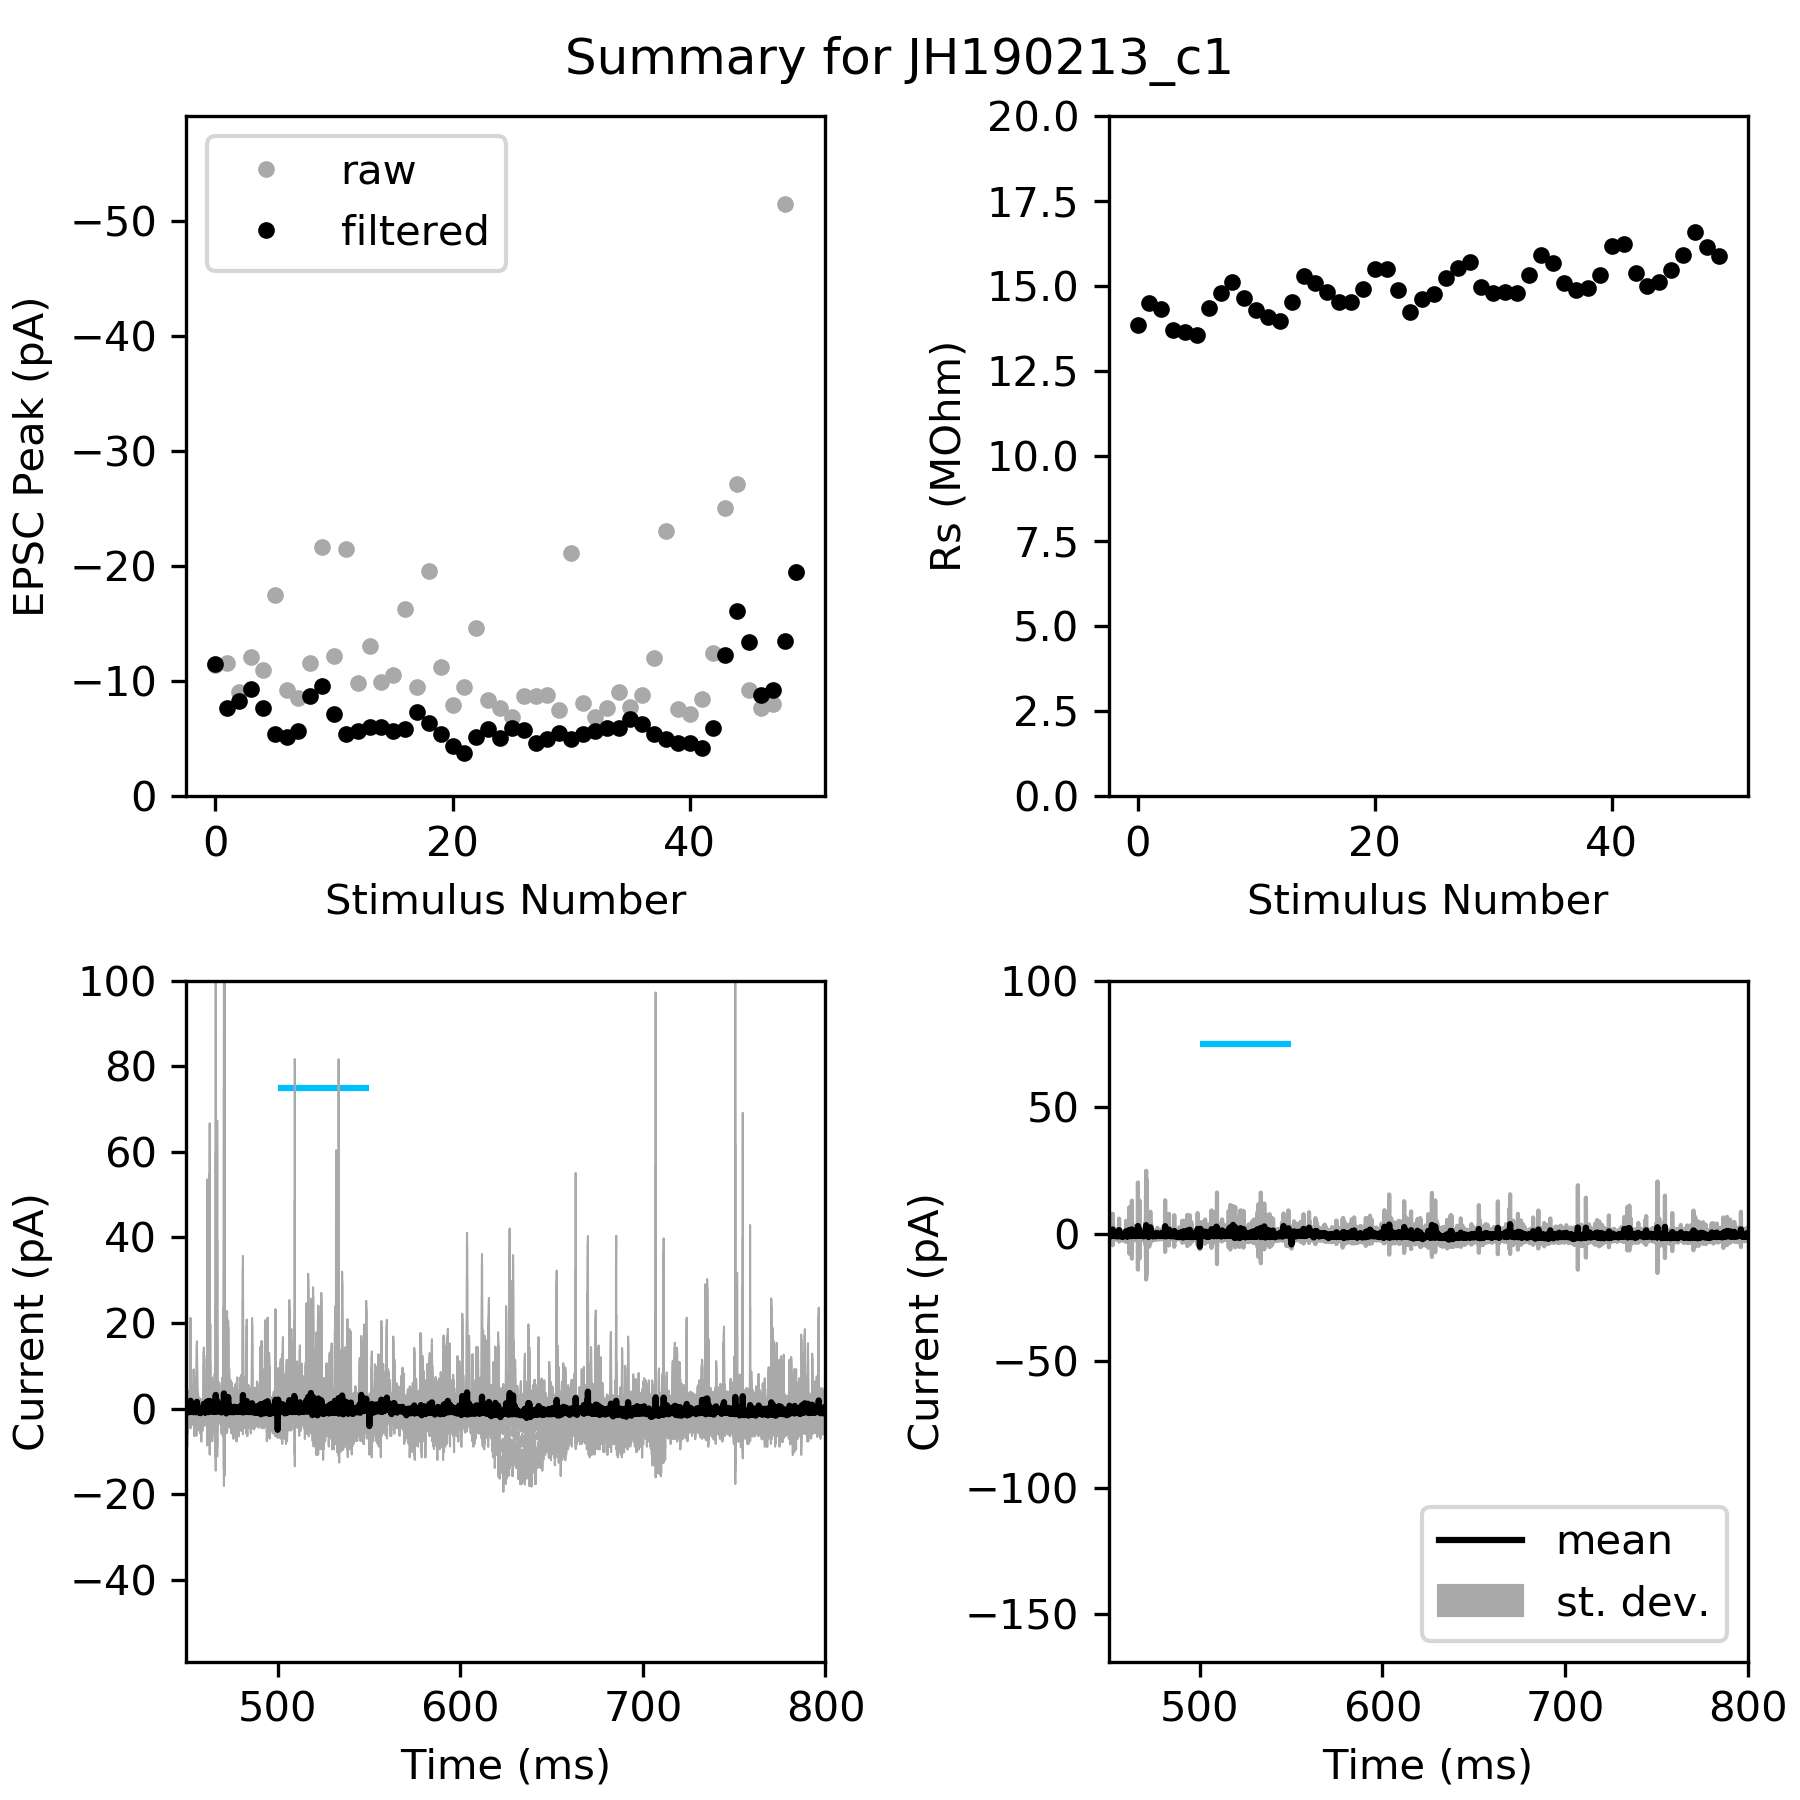 Summary for JH190213_c1
raw
filtered
−50
−40
−30
−20
−10
0
EPSC Peak (pA)
0 20 40
Stimulus Number
20.0
17.5
15.0
12.5
10.0
7.5
5.0
2.5
0.0
Rs (MOhm)
0 20 40
Stimulus Number
100
80
60
40
20
0
−20
−40
Current (pA)
500 600 700 800
Time (ms)
100
50
0
−50
−100
−150
Current (pA)
mean
st. dev.
500 600 700 800
Time (ms)